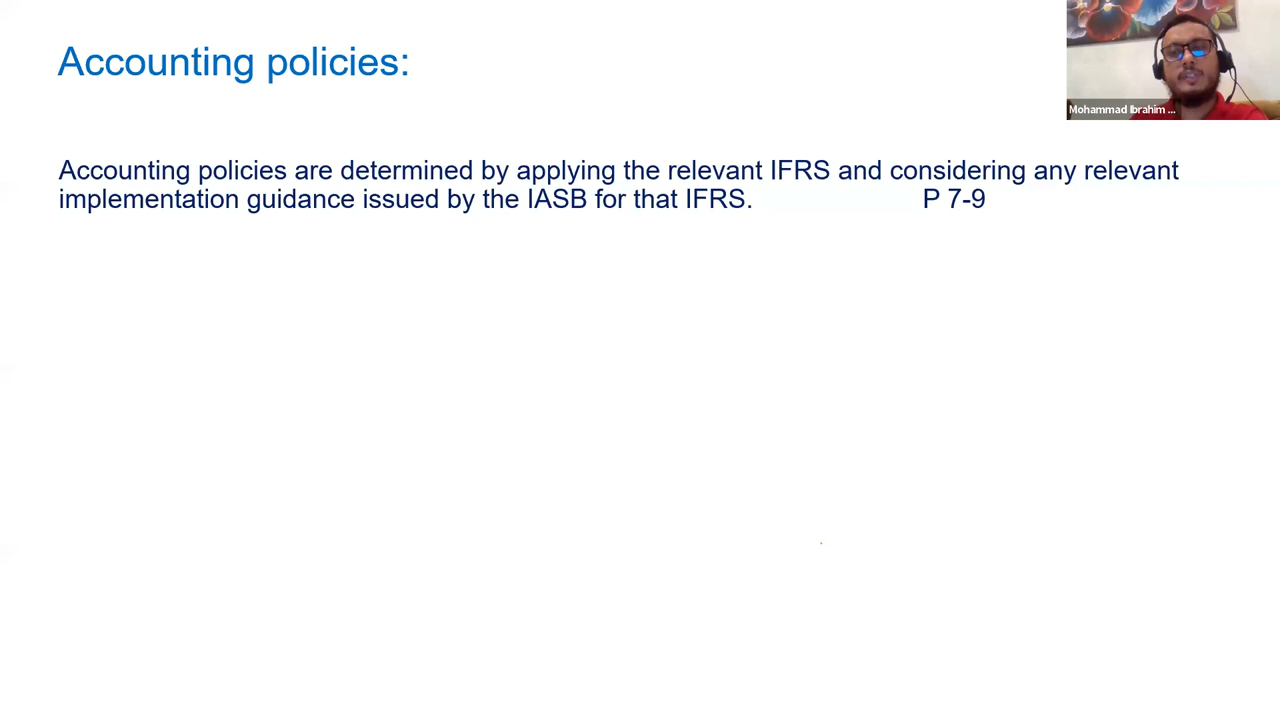 Accounting policies:
Mohammad Ibrahim ...
Accounting policies are determined by applying the relevant IFRS and considering any relevant
implementation guidance issued by the IASB for that IFRS. P 7-9